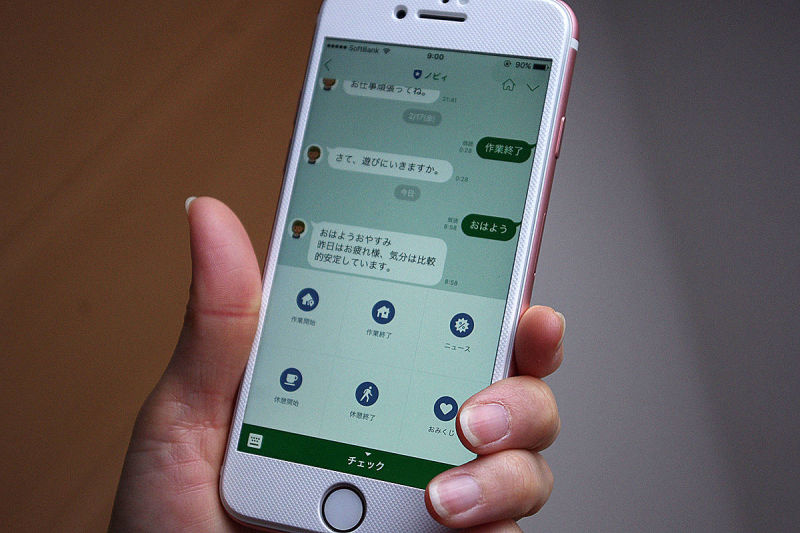 SoftBank 9:00 90%
ノビィ
お仕事頑張ってね。
21:41
2/17(金)
既読
0:28
作業終了
さて、遊びにいきますか。
0:28
今日
既読
8:58
おはよう
おはようおやすみ
昨日はお疲れ様、気分は比較
的安定しています。
8:58
作業開始
作業終了
ニュース
休憩開始
休憩終了
おみくじ
チェック